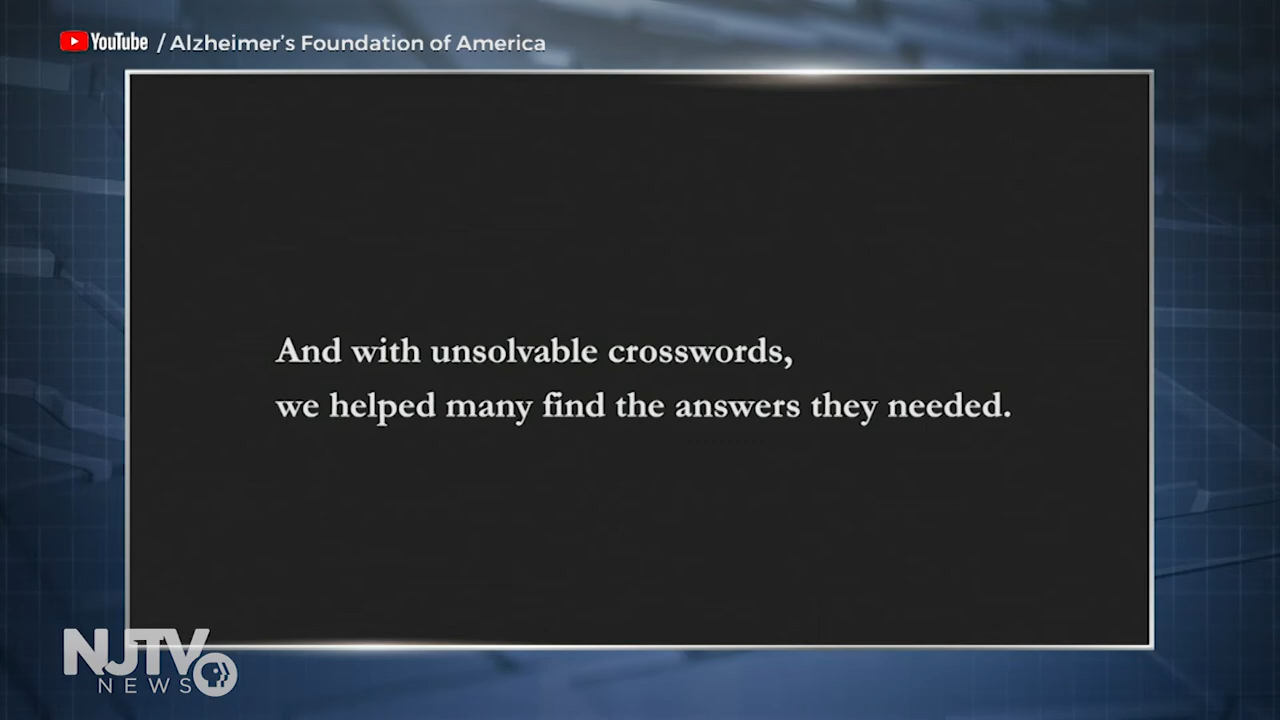 YouTube / Alzheimer's Foundation of America
And with unsolvable crosswords,
we helped many find the answers they needed.
NJTV
NEWS